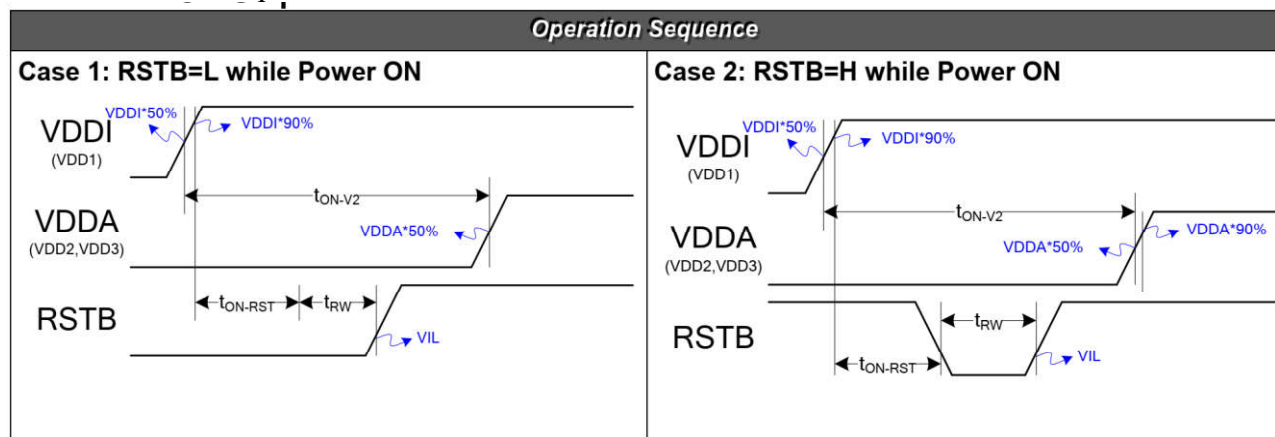 Operation Sequence
Case 1: RSTB=L while Power ON
VDDI*50%
VDDI*90%
VDDI
(VDD1)
tON-V2
VDDA
(VDD2,VDD3)
VDDA*50%
tON-RST
tRW
RSTB
VIL
Case 2: RSTB=H while Power ON
VDDI*50%
VDDI*90%
VDDI
(VDD1)
tON-V2
VDDA
(VDD2,VDD3)
VDDA*50%
VDDA*90%
RSTB
tRW
VIL
tON-RST